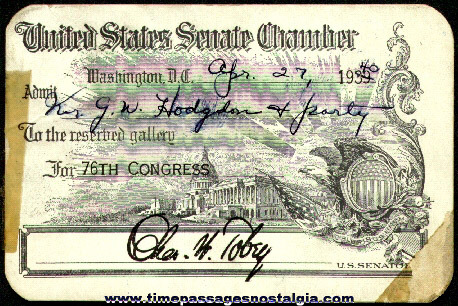 United States Senate Chamber
Washington, D.C. Apr. 27, 1940
Admit
Mr. J. W. Hodgdon & party
To the reserved gallery
For 76TH CONGRESS
Chas. W. Tobey
U.S. SENATOR
www.timepassagesnostalgia.com